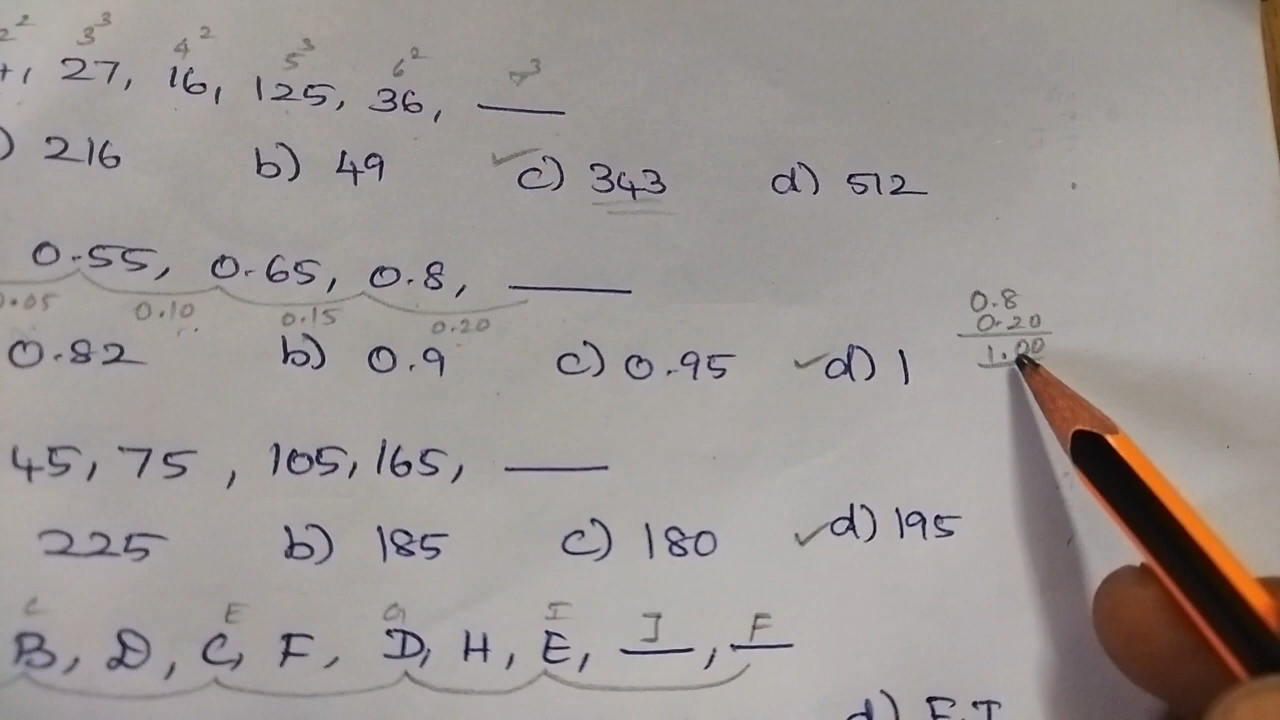 2² 3³ 4² 5³ 6² 7³
27, 16, 125, 36, ___
) 216 b) 49 c) 343 d) 512
0.55, 0.65, 0.8, ___
0.05 0.10 0.15 0.20
0.8
0.20
1.00
0.82 b) 0.9 c) 0.95 d) 1
45, 75, 105, 165, ___
225 b) 185 c) 180 d) 195
C E G I
B, D, C, F, D, H, E, J, F
d) F, I